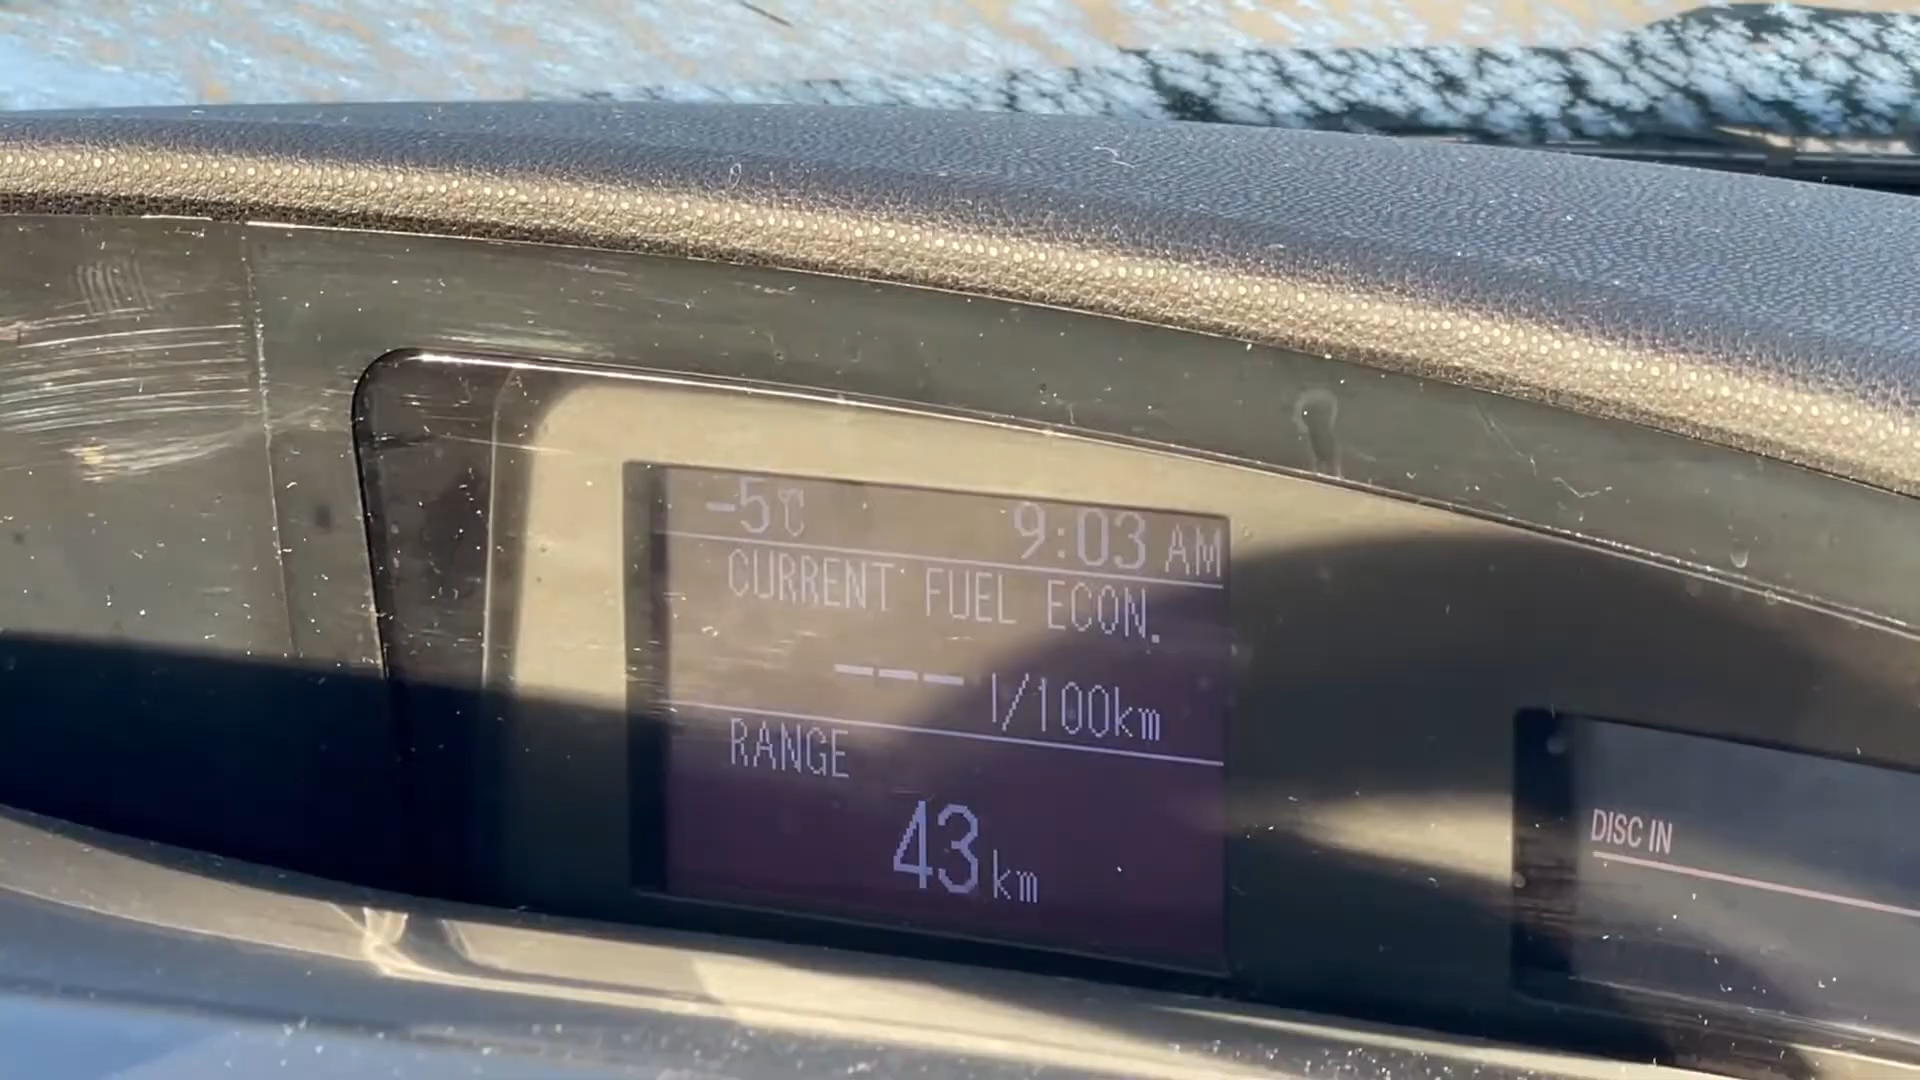 -5℃ 9:03 AM
CURRENT FUEL ECON.
--- l/100km
RANGE
43 km
DISC IN